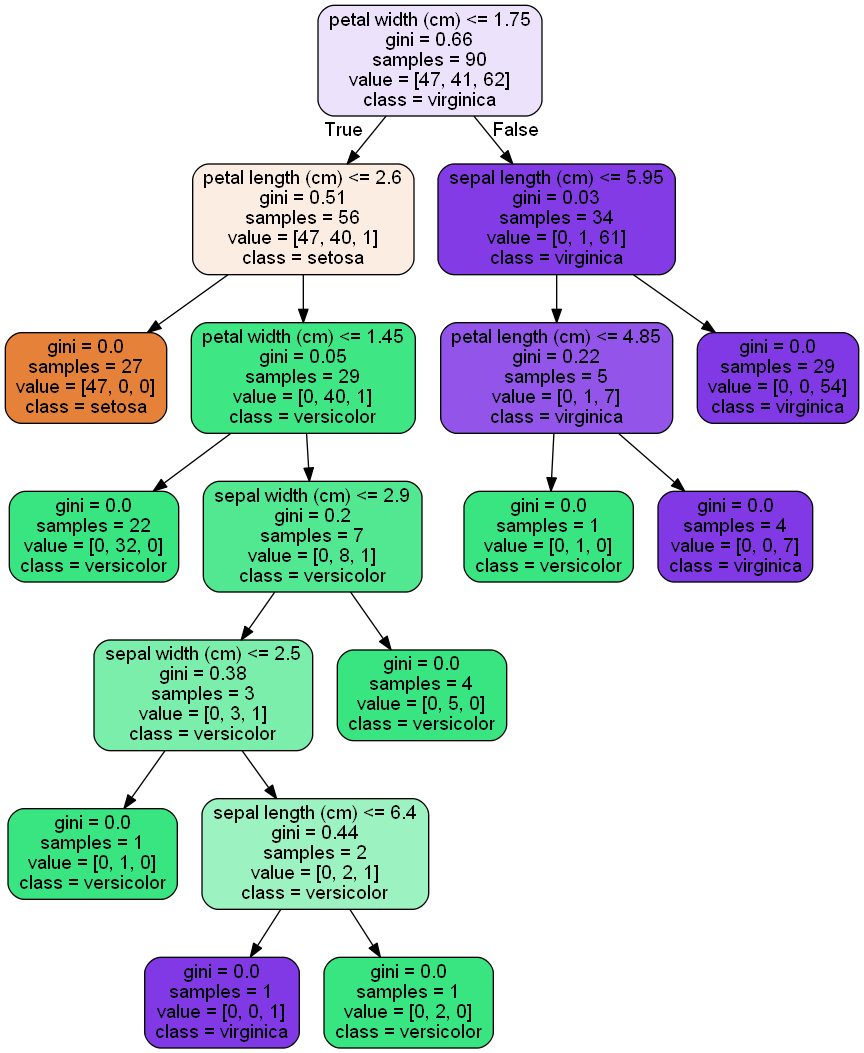 petal width (cm) <= 1.75
gini = 0.66
samples = 90
value = [47, 41, 62]
class = virginica
True
False
petal length (cm) <= 2.6
gini = 0.51
samples = 56
value = [47, 40, 1]
class = setosa
sepal length (cm) <= 5.95
gini = 0.03
samples = 34
value = [0, 1, 61]
class = virginica
gini = 0.0
samples = 27
value = [47, 0, 0]
class = setosa
petal width (cm) <= 1.45
gini = 0.05
samples = 29
value = [0, 40, 1]
class = versicolor
petal length (cm) <= 4.85
gini = 0.22
samples = 5
value = [0, 1, 7]
class = virginica
gini = 0.0
samples = 29
value = [0, 0, 54]
class = virginica
gini = 0.0
samples = 22
value = [0, 32, 0]
class = versicolor
sepal width (cm) <= 2.9
gini = 0.2
samples = 7
value = [0, 8, 1]
class = versicolor
gini = 0.0
samples = 1
value = [0, 1, 0]
class = versicolor
gini = 0.0
samples = 4
value = [0, 0, 7]
class = virginica
sepal width (cm) <= 2.5
gini = 0.38
samples = 3
value = [0, 3, 1]
class = versicolor
gini = 0.0
samples = 4
value = [0, 5, 0]
class = versicolor
gini = 0.0
samples = 1
value = [0, 1, 0]
class = versicolor
sepal length (cm) <= 6.4
gini = 0.44
samples = 2
value = [0, 2, 1]
class = versicolor
gini = 0.0
samples = 1
value = [0, 0, 1]
class = virginica
gini = 0.0
samples = 1
value = [0, 2, 0]
class = versicolor